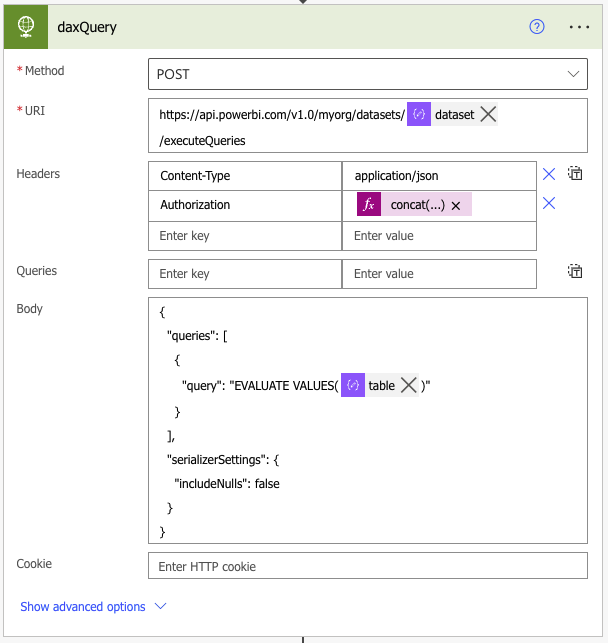 daxQuery
* Method
POST
* URI
https://api.powerbi.com/v1.0/myorg/datasets/ dataset
/executeQueries
Headers
Content-Type application/json
Authorization fx concat(...)
Enter key Enter value
Queries
Enter key Enter value
Body
{
"queries": [
{
"query": "EVALUATE VALUES( table )"
}
],
"serializerSettings": {
"includeNulls": false
}
}
Cookie
Enter HTTP cookie
Show advanced options